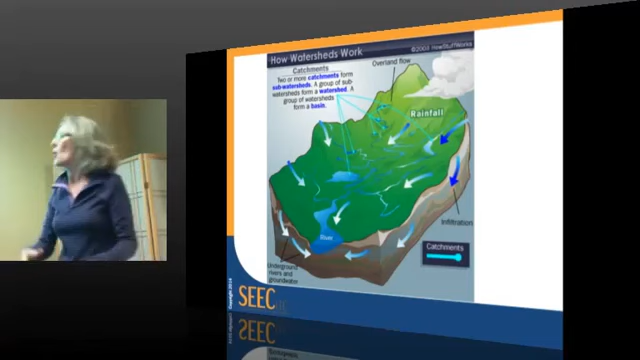 How Watersheds Work
©2003 HowStuffWorks
Catchments
Two or more catchments form
sub-watersheds. A group of sub-
watersheds form a watershed. A
group of watersheds
form a basin.
Overland flow
Rainfall
Infiltration
Catchments
Underground
rivers and
groundwater
SEEC